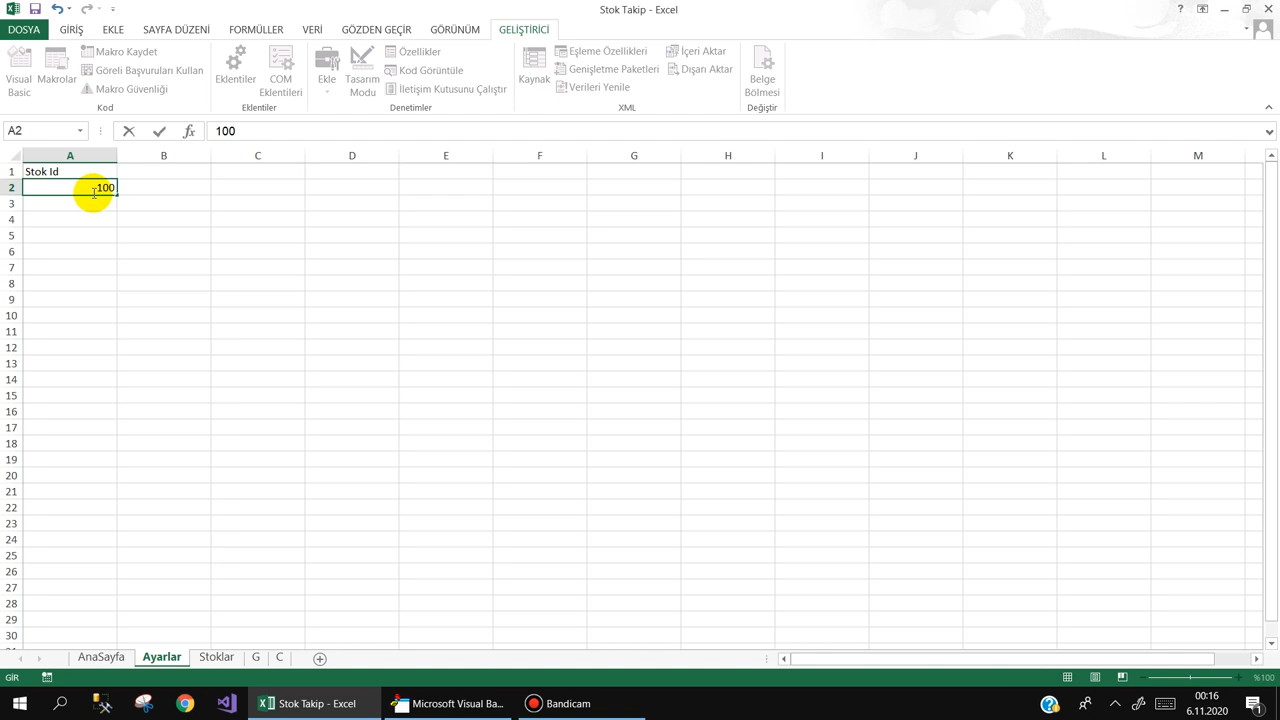 Stok Takip - Excel
DOSYA GİRİŞ EKLE SAYFA DÜZENİ FORMÜLLER VERİ GÖZDEN GEÇİR GÖRÜNÜM GELİŞTİRİCİ
Visual Basic
Makrolar
Makro Kaydet
Göreli Başvuruları Kullan
Makro Güvenliği
Kod
Eklentiler
COM Eklentileri
Eklentiler
Ekle
Tasarım Modu
Özellikler
Kod Görüntüle
İletişim Kutusunu Çalıştır
Denetimler
Kaynak
Eşleme Özellikleri
Genişletme Paketleri
Verileri Yenile
İçeri Aktar
Dışarı Aktar
XML
Belge Bölmesi
Değiştir
A2 fx 100
A B C D E F G H I J K L M
1 Stok Id
2 100
3
4
5
6
7
8
9
10
11
12
13
14
15
16
17
18
19
20
21
22
23
24
25
26
27
28
29
30
AnaSayfa Ayarlar Stoklar G C
GİR %100
Stok Takip - Excel Microsoft Visual Ba... Bandicam 00:16
6.11.2020